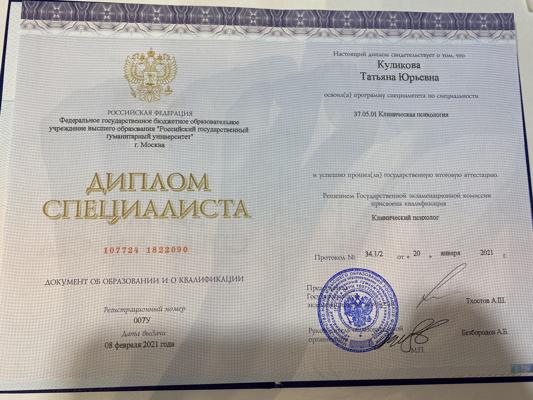 РОССИЙСКАЯ ФЕДЕРАЦИЯ
Федеральное государственное бюджетное образовательное
учреждение высшего образования "Российский государственный
гуманитарный университет"
г. Москва
ДИПЛОМ
СПЕЦИАЛИСТА
107724 1822090
ДОКУМЕНТ ОБ ОБРАЗОВАНИИ И О КВАЛИФИКАЦИИ
Регистрационный номер
007У
Дата выдачи
08 февраля 2021 года
Настоящий диплом свидетельствует о том, что
Куликова
Татьяна Юрьевна
освоил(а) программу специалитета по специальности
37.05.01 Клиническая психология
и успешно прошел(ла) государственную итоговую аттестацию.
Решением Государственной экзаменационной комиссии
присвоена квалификация
Клинический психолог
Протокол № 34.1/2 от « 20 » января 2021 г.
Тхостов А.Ш.
Безбородов А.Б.
М.П.